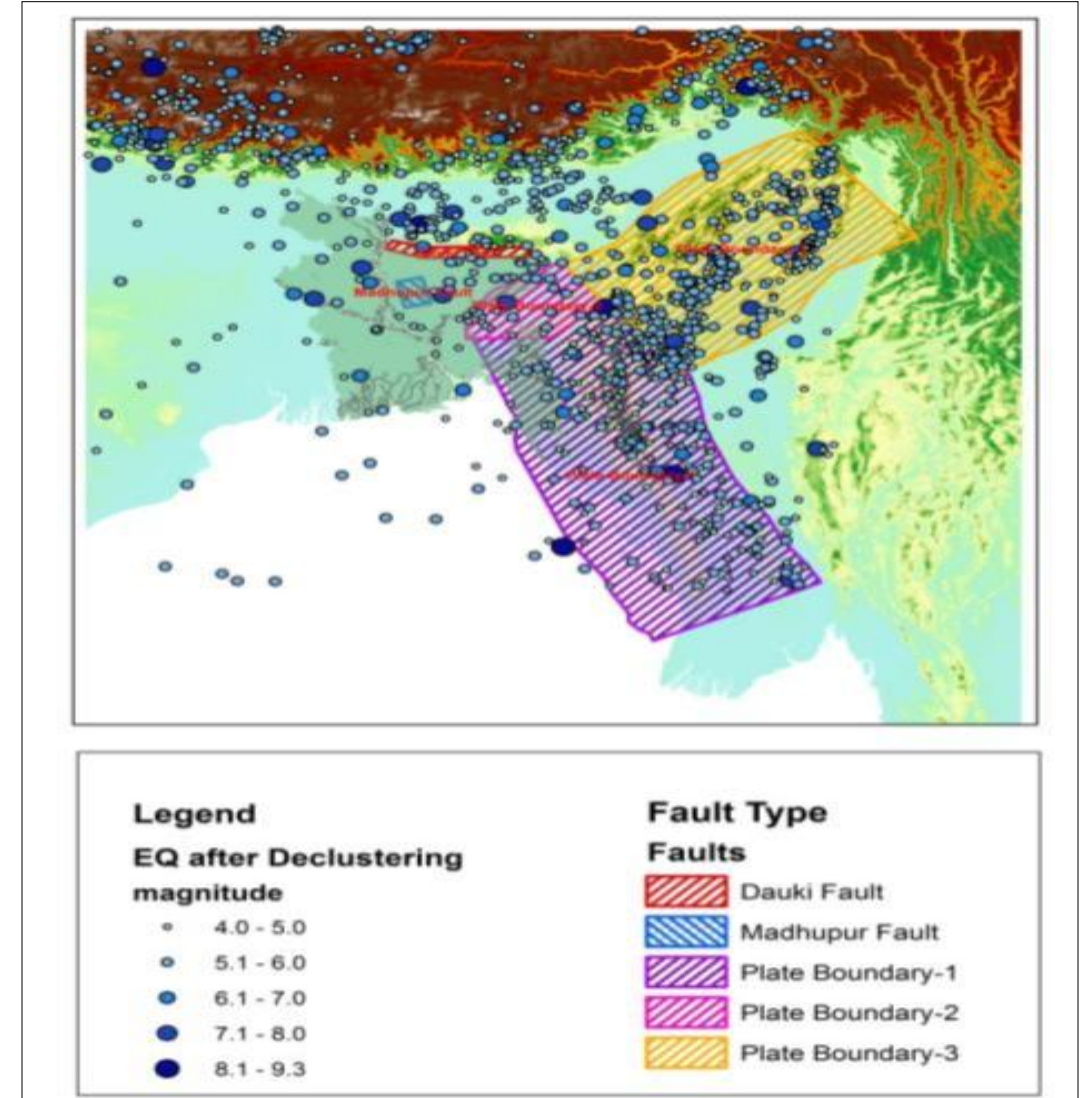 Madhupur Fault
Legend
EQ after Declustering
magnitude
4.0 - 5.0
5.1 - 6.0
6.1 - 7.0
7.1 - 8.0
8.1 - 9.3
Fault Type
Faults
Dauki Fault
Madhupur Fault
Plate Boundary-1
Plate Boundary-2
Plate Boundary-3